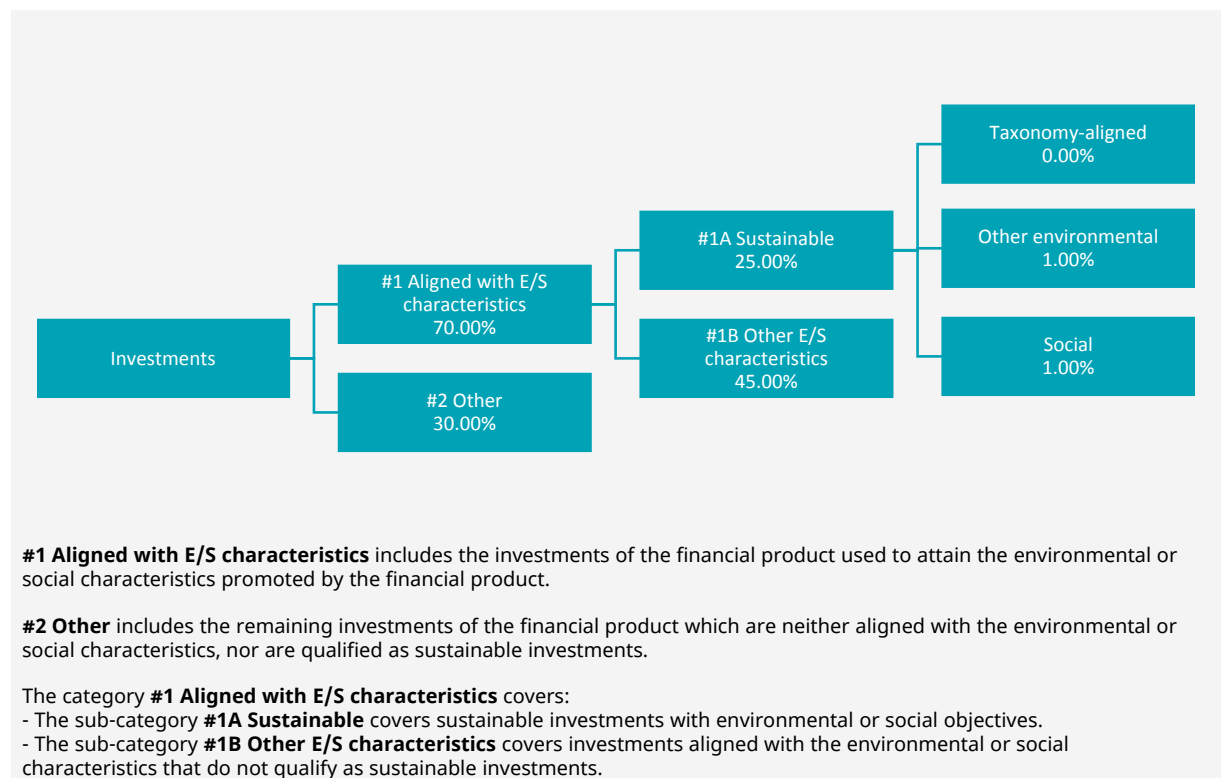 Taxonomy-aligned
0.00%
#1A Sustainable
25.00%
Other environmental
1.00%
#1 Aligned with E/S
characteristics
70.00%
Investments
#1B Other E/S
characteristics
45.00%
Social
1.00%
#2 Other
30.00%
#1 Aligned with E/S characteristics includes the investments of the financial product used to attain the environmental or
social characteristics promoted by the financial product.
#2 Other includes the remaining investments of the financial product which are neither aligned with the environmental or
social characteristics, nor are qualified as sustainable investments.
The category #1 Aligned with E/S characteristics covers:
- The sub-category #1A Sustainable covers sustainable investments with environmental or social objectives.
- The sub-category #1B Other E/S characteristics covers investments aligned with the environmental or social
characteristics that do not qualify as sustainable investments.